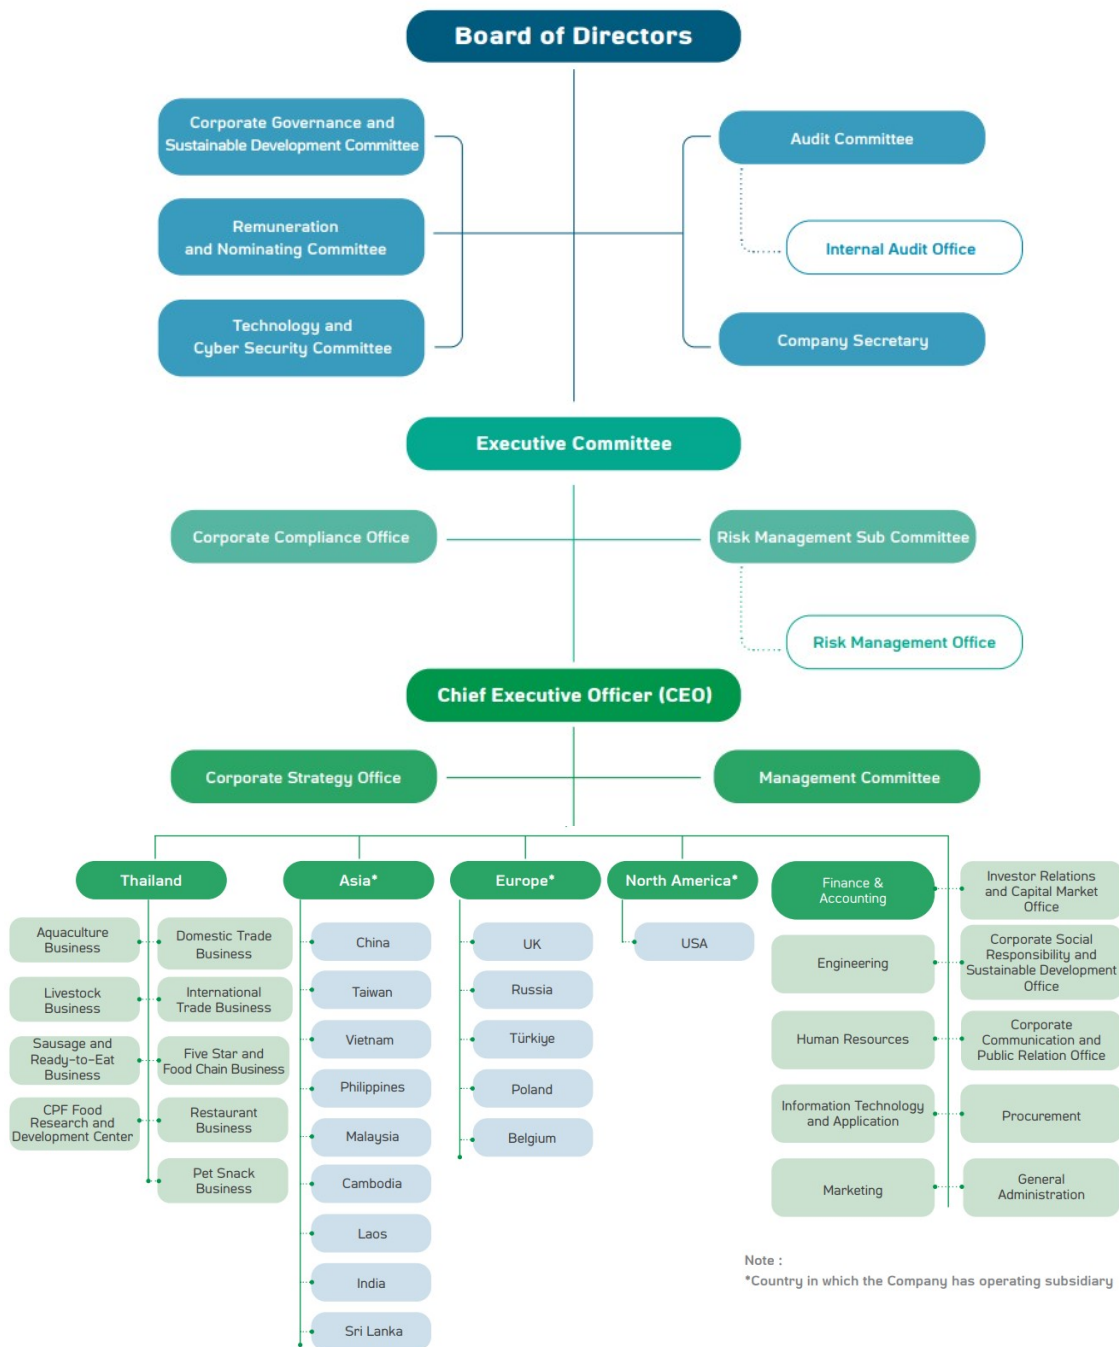 Board of Directors
Corporate Governance and
Sustainable Development Committee
Audit Committee
Remuneration
and Nominating Committee
Internal Audit Office
Technology and
Cyber Security Committee
Company Secretary
Executive Committee
Corporate Compliance Office
Risk Management Sub Committee
Risk Management Office
Chief Executive Officer (CEO)
Corporate Strategy Office
Management Committee
Thailand
Aquaculture
Business
Domestic Trade
Business
Livestock
Business
International
Trade Business
Sausage and
Ready-to-Eat
Business
Five Star and
Food Chain Business
CPF Food
Research and
Development Center
Restaurant
Business
Pet Snack
Business
Asia*
China
Taiwan
Vietnam
Philippines
Malaysia
Cambodia
Laos
India
Sri Lanka
Europe*
UK
Russia
Türkiye
Poland
Belgium
North America*
USA
Finance &
Accounting
Investor Relations
and Capital Market
Office
Engineering
Corporate Social
Responsibility and
Sustainable Development
Office
Human Resources
Corporate
Communication and
Public Relation Office
Information Technology
and Application
Procurement
Marketing
General
Administration
Note :
*Country in which the Company has operating subsidiary